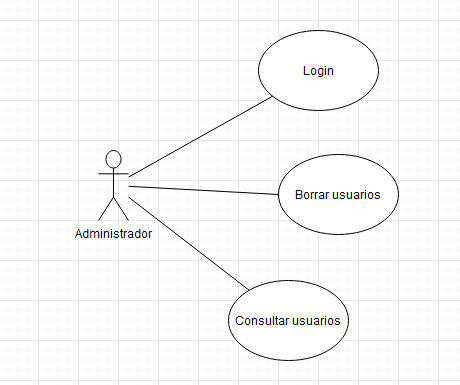 Login
Borrar usuarios
Administrador
Consultar usuarios